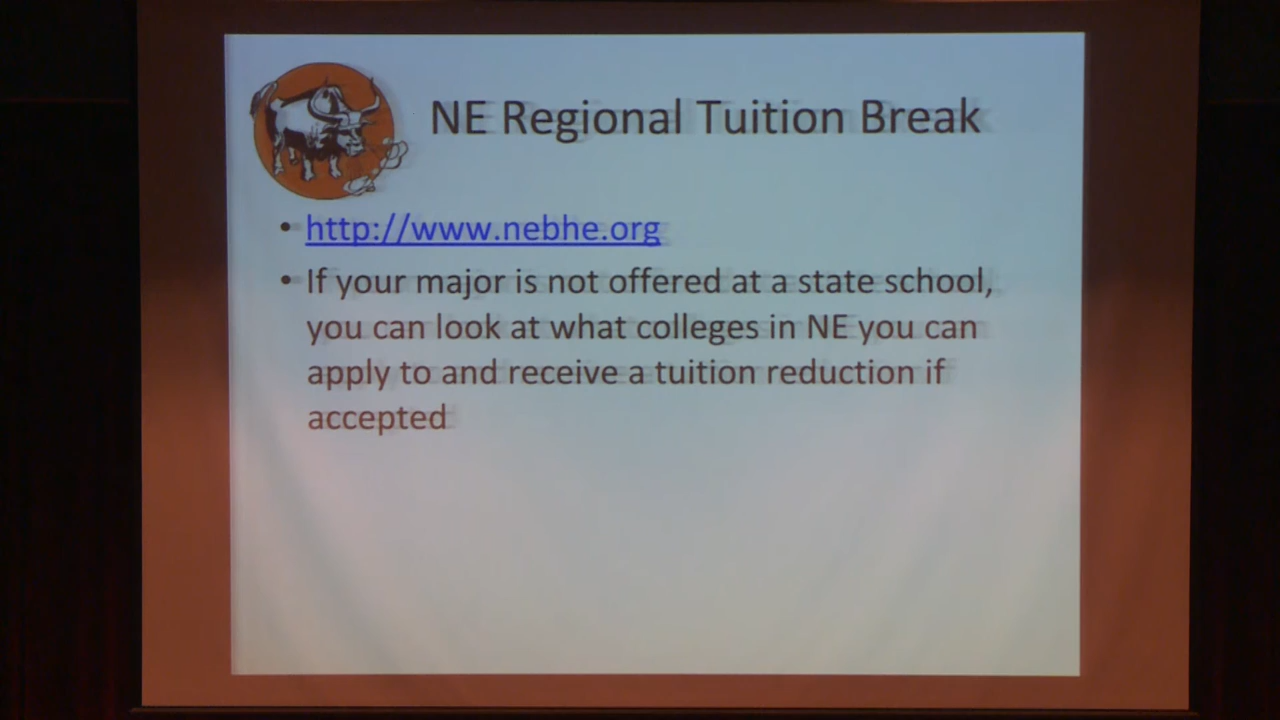 NE Regional Tuition Break
• http://www.nebhe.org
• If your major is not offered at a state school,
you can look at what colleges in NE you can
apply to and receive a tuition reduction if
accepted